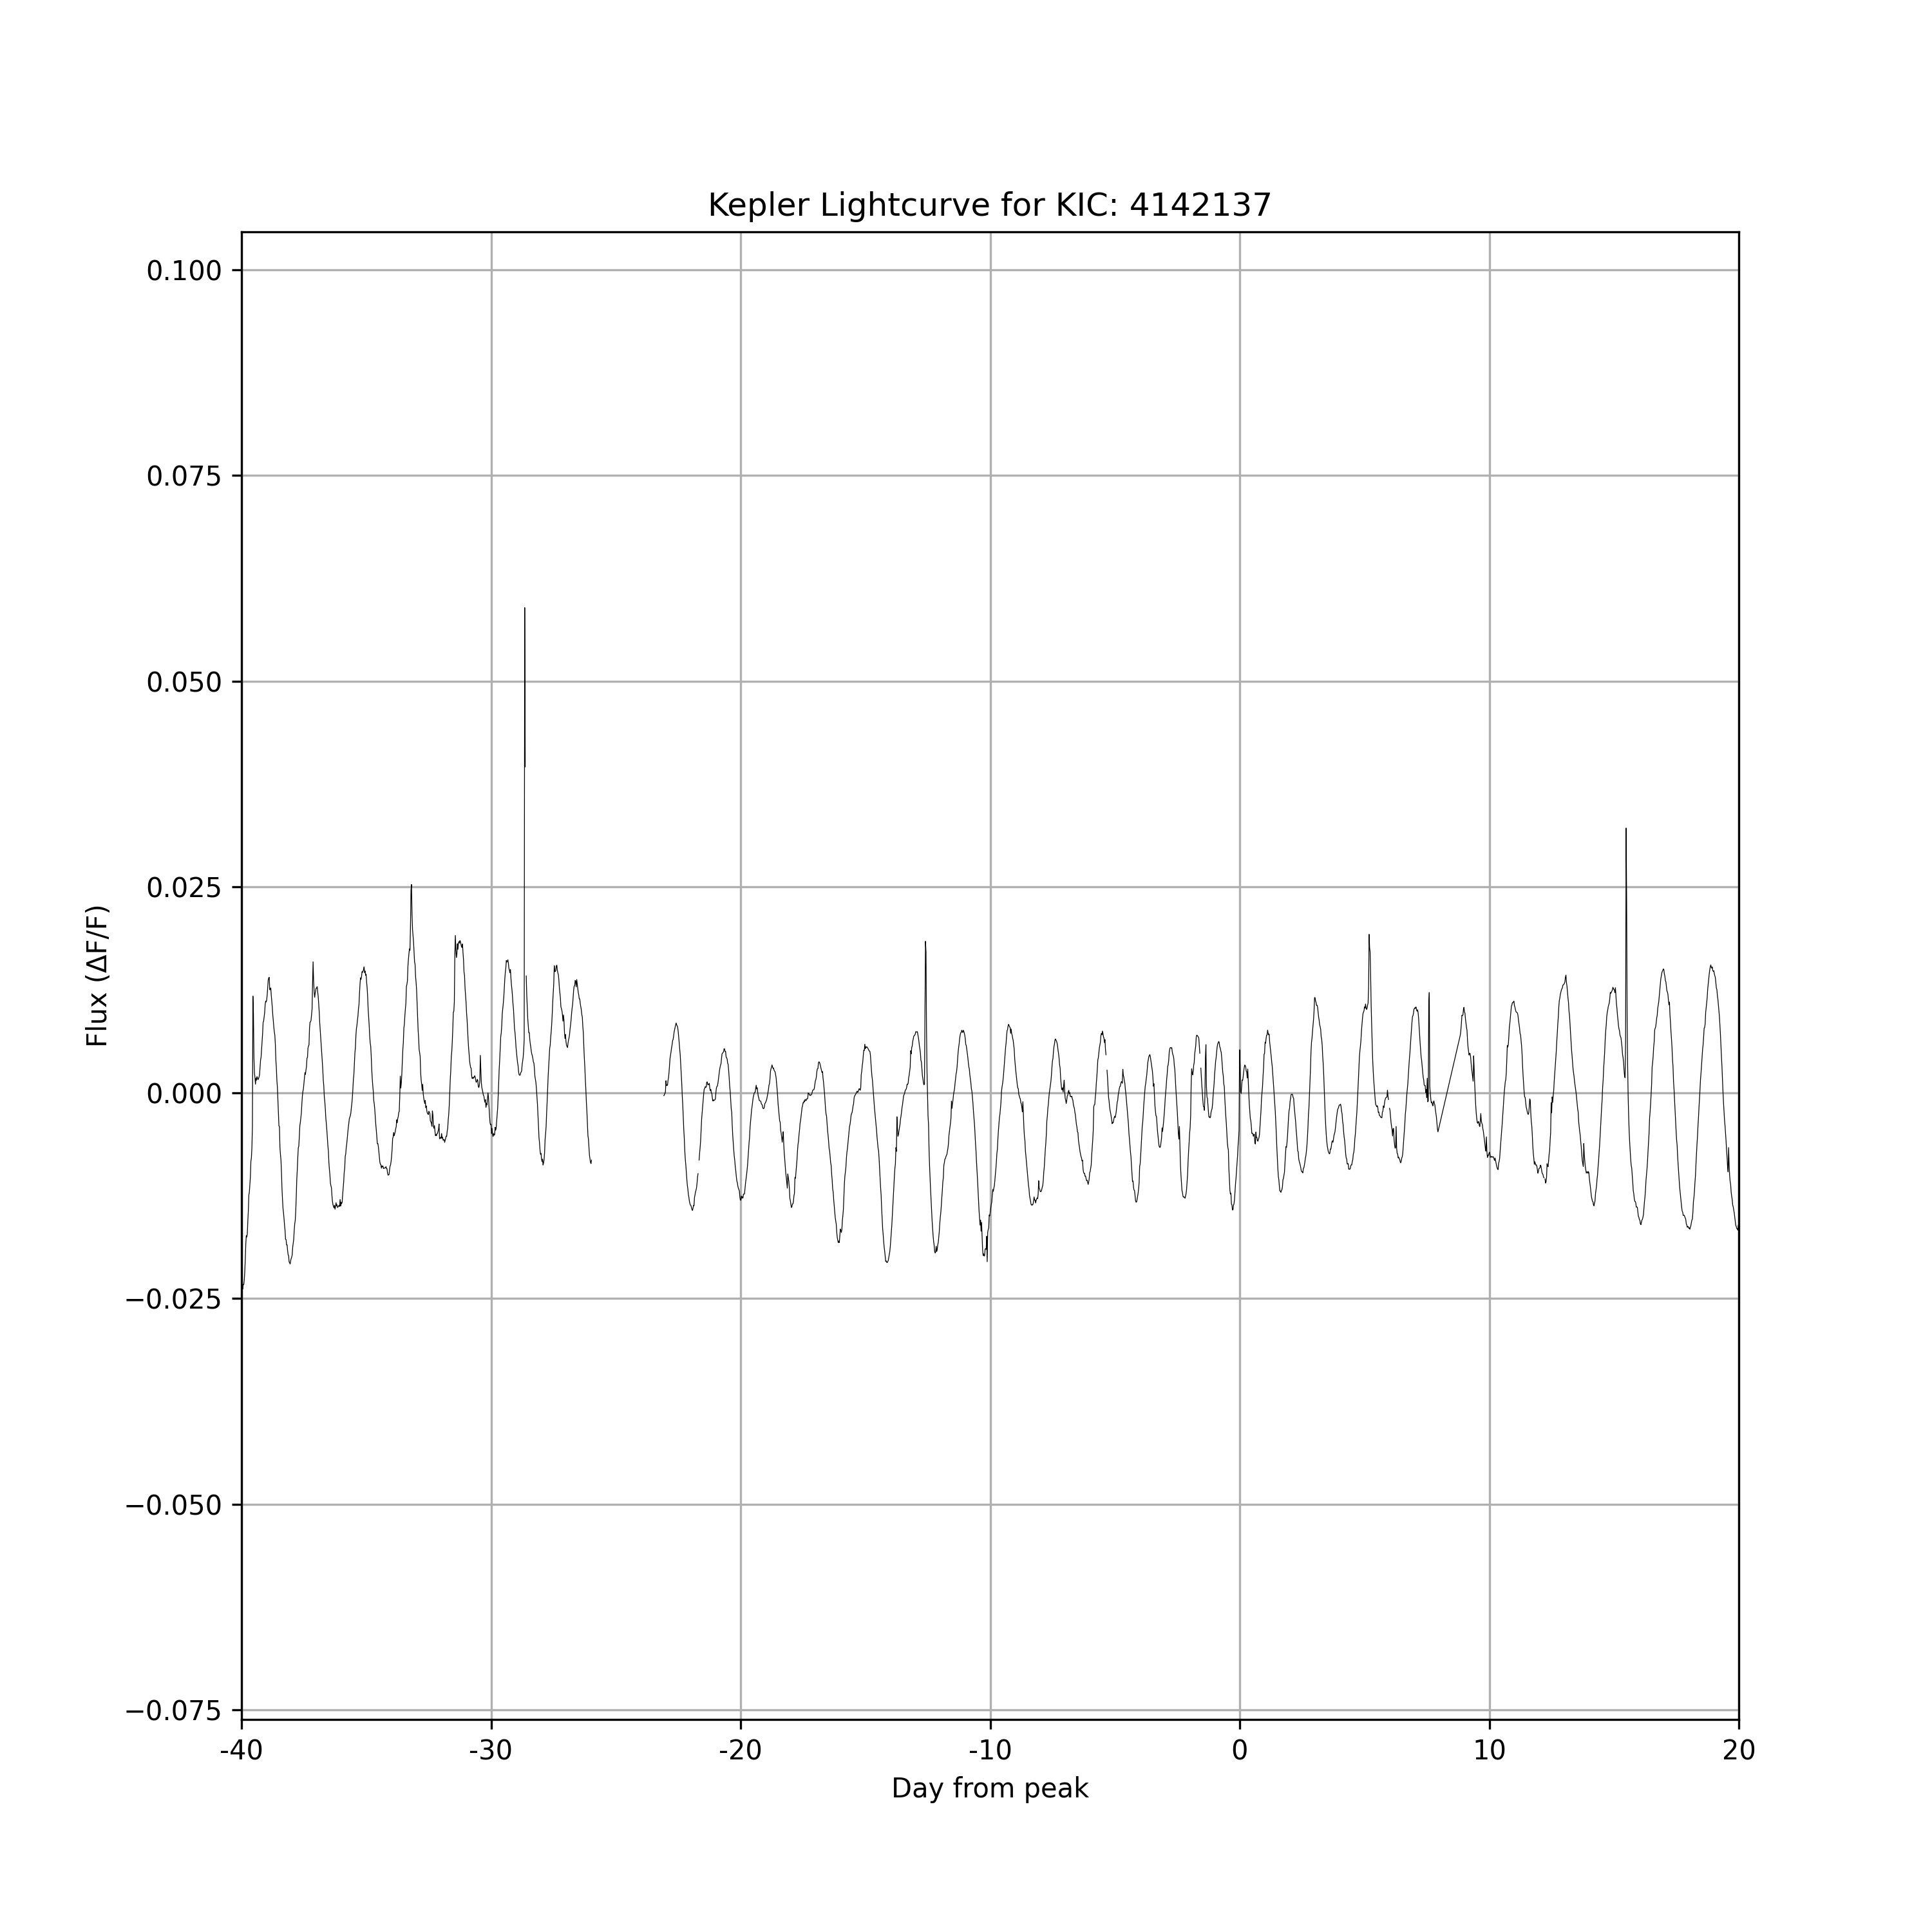 Kepler Lightcurve for KIC: 4142137
0.100
0.075
0.050
0.025
0.000
−0.025
−0.050
−0.075
Flux (ΔF/F)
-40 -30 -20 -10 0 10 20
Day from peak